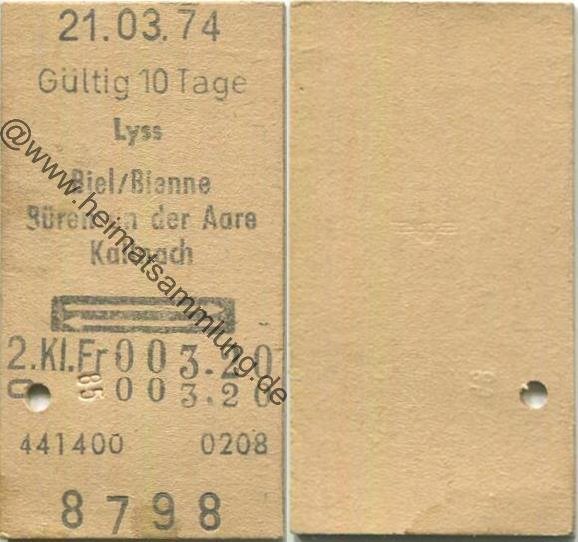 21.03.74
Gültig 10 Tage
Lyss
Biel/Bienne
Büren an der Aare
Kallnach
2.Kl.Fr 003.20
003.20
441400 0208
8798
@www.heimatsammlung.de